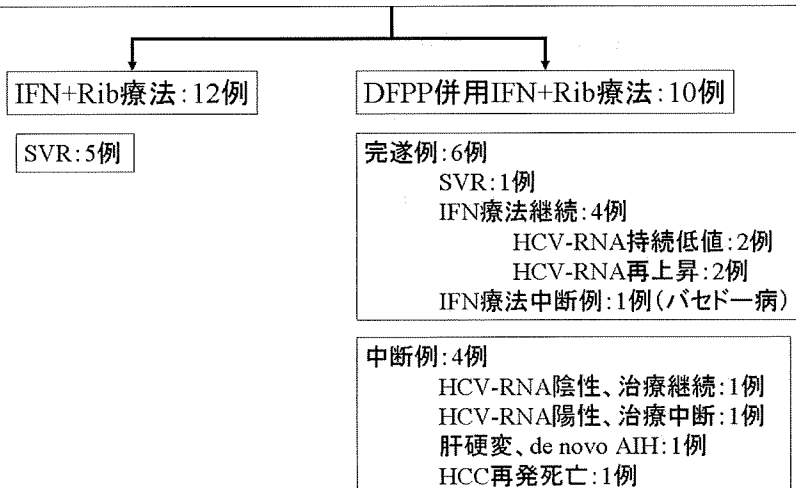 IFN+Rib療法:12例
SVR:5例
DFPP併用IFN+Rib療法:10例
完遂例:6例
SVR:1例
IFN療法継続:4例
HCV-RNA持続低値:2例
HCV-RNA再上昇:2例
IFN療法中断例:1例(バセドー病)
中断例:4例
HCV-RNA陰性、治療継続:1例
HCV-RNA陽性、治療中断:1例
肝硬変、de novo AIH:1例
HCC再発死亡:1例